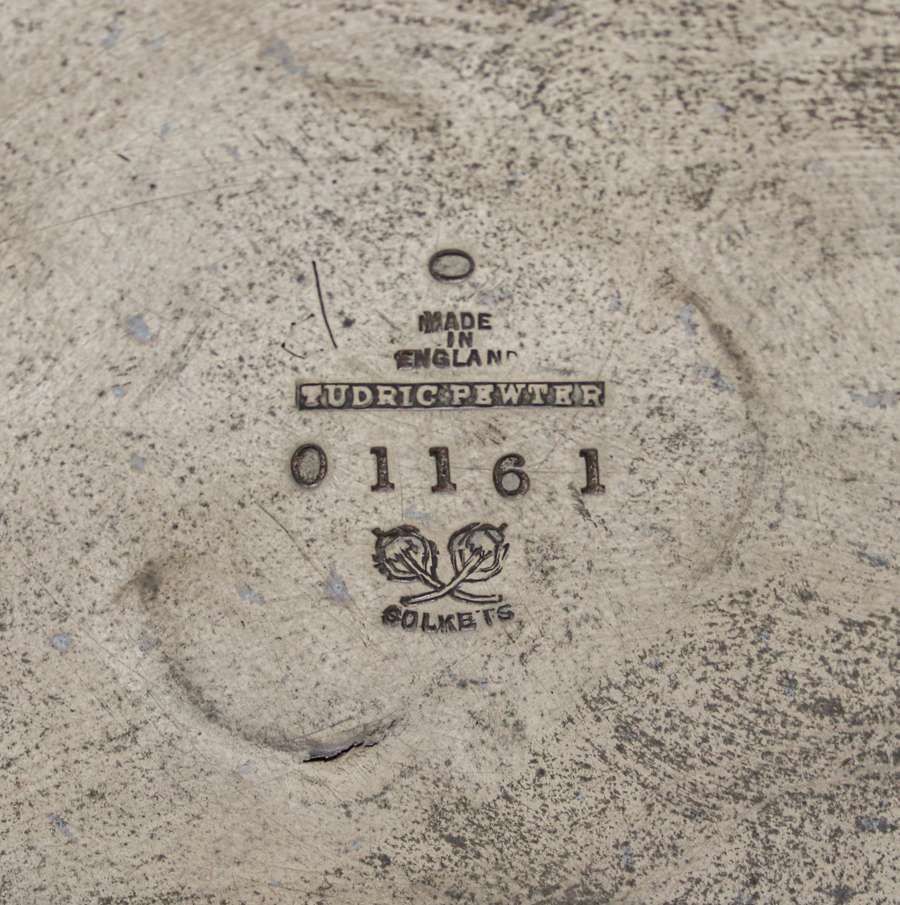 0
MADE
IN
ENGLAND
TUDRIC PEWTER
01161
SOLKETS